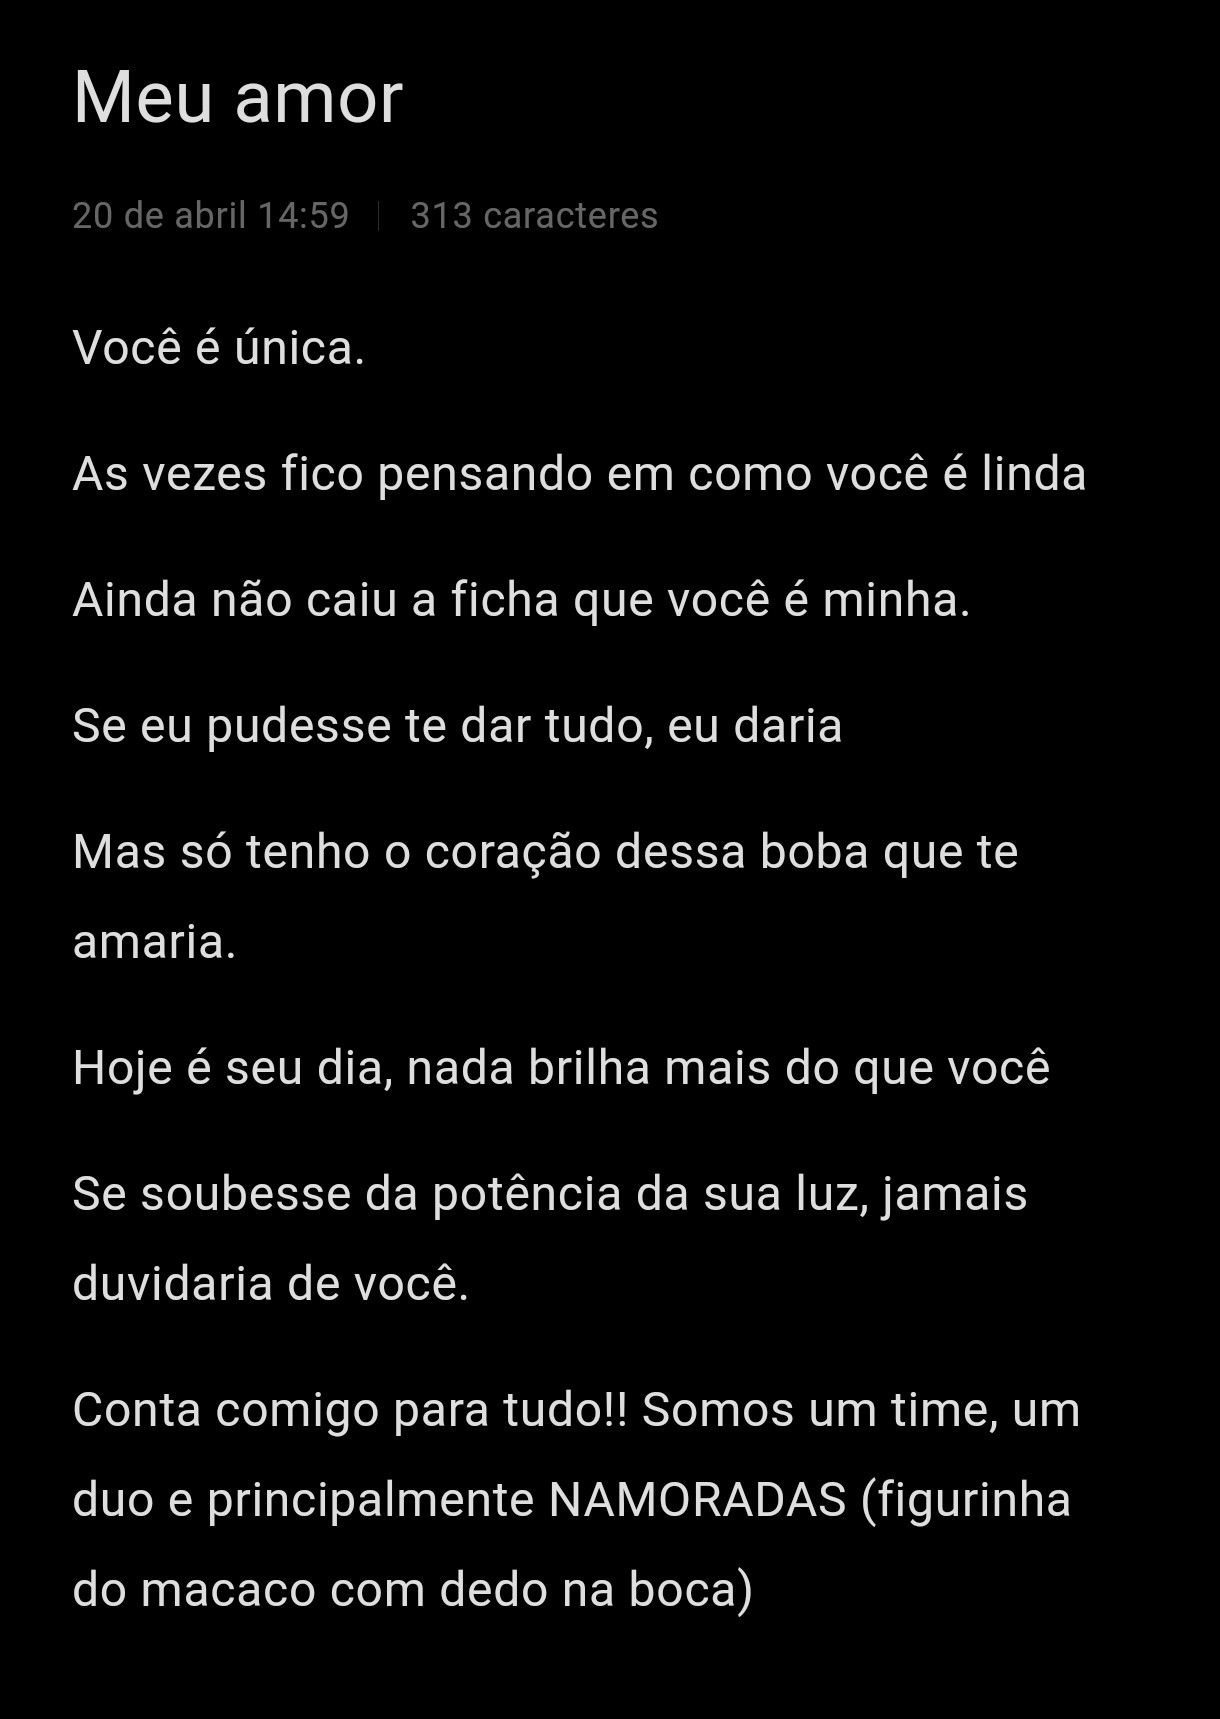 Meu amor
20 de abril 14:59 | 313 caracteres
Você é única.
As vezes fico pensando em como você é linda
Ainda não caiu a ficha que você é minha.
Se eu pudesse te dar tudo, eu daria
Mas só tenho o coração dessa boba que te
amaria.
Hoje é seu dia, nada brilha mais do que você
Se soubesse da potência da sua luz, jamais
duvidaria de você.
Conta comigo para tudo!! Somos um time, um
duo e principalmente NAMORADAS (figurinha
do macaco com dedo na boca)